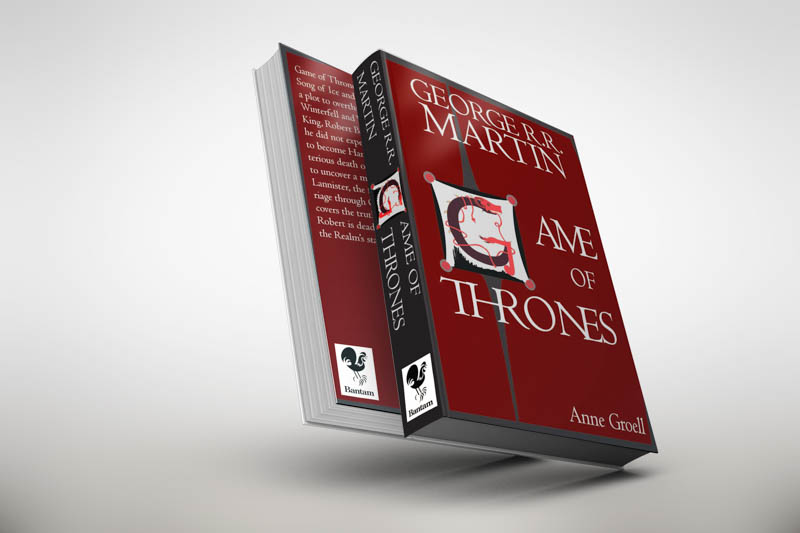 Game of Throne
Song of Ice and
a plot to overth
Winterfell and
King, Robert B
he did not expe
to become Han
terious death o
to uncover a m
Lannister, the
riage through
covers the trut
Robert is dead
the Realm's sta
Bantam
GEORGE R.R.
MARTIN
G
AME OF
THRONES
Bantam
GEORGE R.R.
MARTIN
G
AME
OF
THRONES
Anne Groell